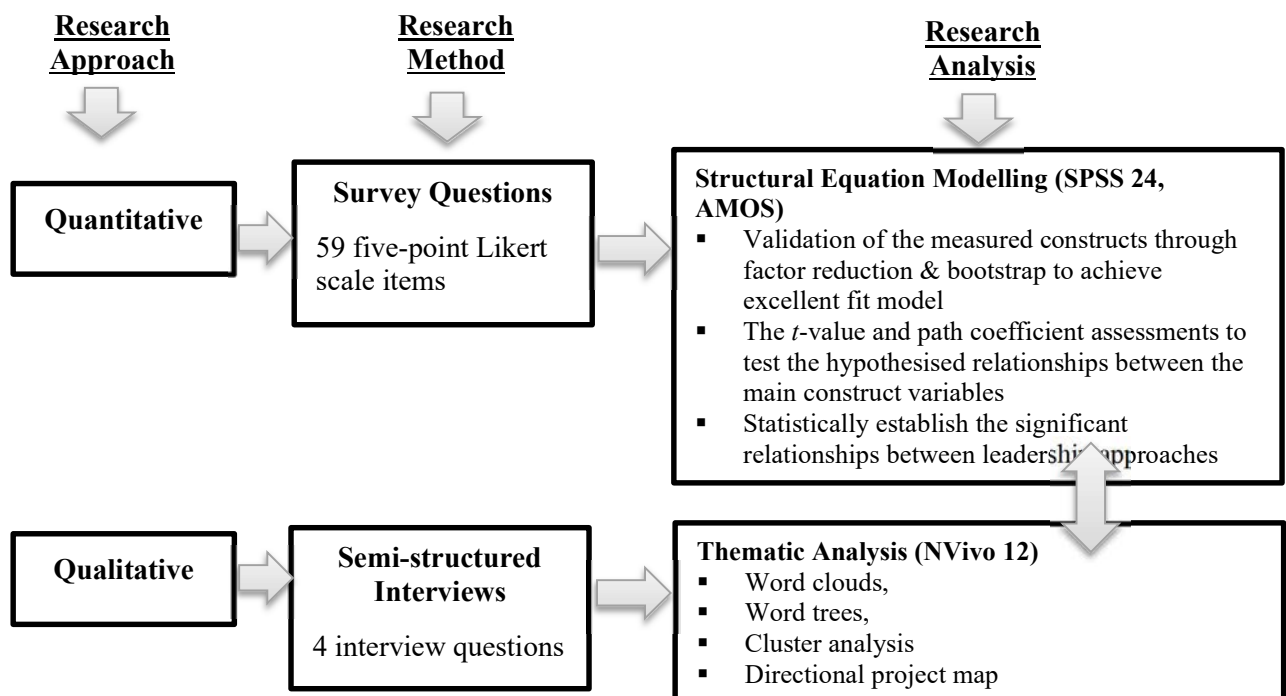 Research
Approach
Research
Method
Research
Analysis
Quantitative
Survey Questions
59 five-point Likert
scale items
Structural Equation Modelling (SPSS 24,
AMOS)
▪ Validation of the measured constructs through
factor reduction & bootstrap to achieve
excellent fit model
▪ The t-value and path coefficient assessments to
test the hypothesised relationships between the
main construct variables
▪ Statistically establish the significant
relationships between leadership approaches
Qualitative
Semi-structured
Interviews
4 interview questions
Thematic Analysis (NVivo 12)
▪ Word clouds,
▪ Word trees,
▪ Cluster analysis
▪ Directional project map